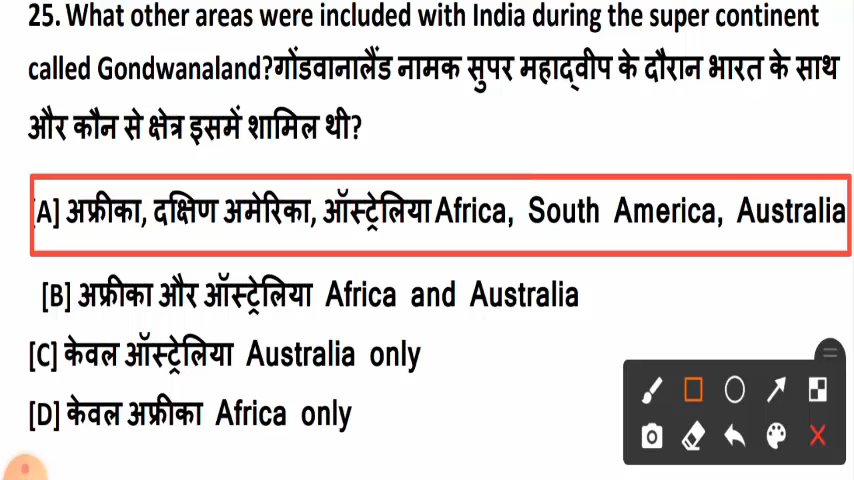 25. What other areas were included with India during the super continent
called Gondwanaland?गोंडवानालैंड नामक सुपर महाद्वीप के दौरान भारत के साथ
और कौन से क्षेत्र इसमें शामिल थी?
[A] अफ्रीका, दक्षिण अमेरिका, ऑस्ट्रेलिया Africa, South America, Australia
[B] अफ्रीका और ऑस्ट्रेलिया Africa and Australia
[C] केवल ऑस्ट्रेलिया Australia only
[D] केवल अफ्रीका Africa only